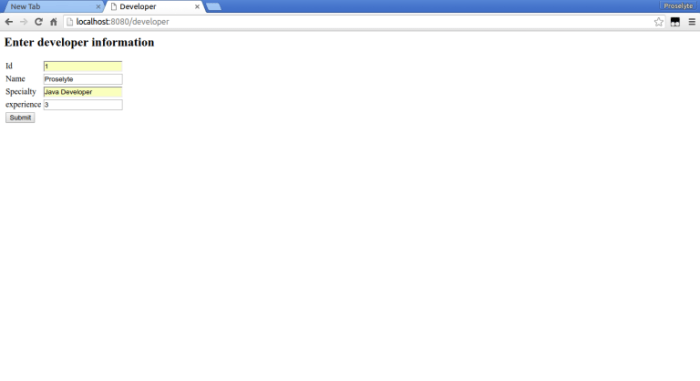 New Tab
Developer
Proselyte
localhost:8080/developer
Enter developer information
Id 1
Name Proselyte
Specialty Java Developer
experience 3
Submit